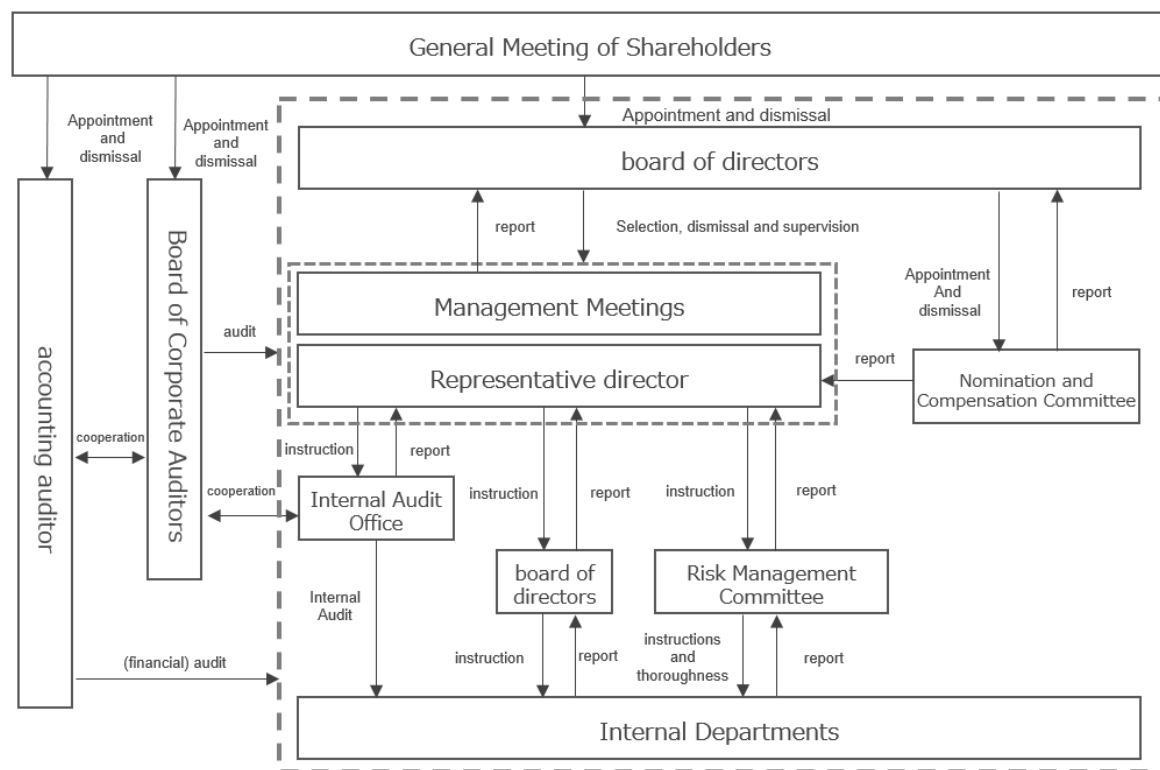 General Meeting of Shareholders
Appointment
and
dismissal
Appointment
and
dismissal
Appointment and dismissal
board of directors
report
Selection, dismissal and supervision
Appointment
And
dismissal
report
Management Meetings
Representative director
report
Nomination and
Compensation Committee
accounting auditor
Board of Corporate Auditors
audit
cooperation
cooperation
instruction
report
Internal Audit
Office
instruction
report
instruction
report
board of
directors
Risk Management
Committee
Internal
Audit
instruction
report
instructions
and
thoroughness
report
(financial) audit
Internal Departments